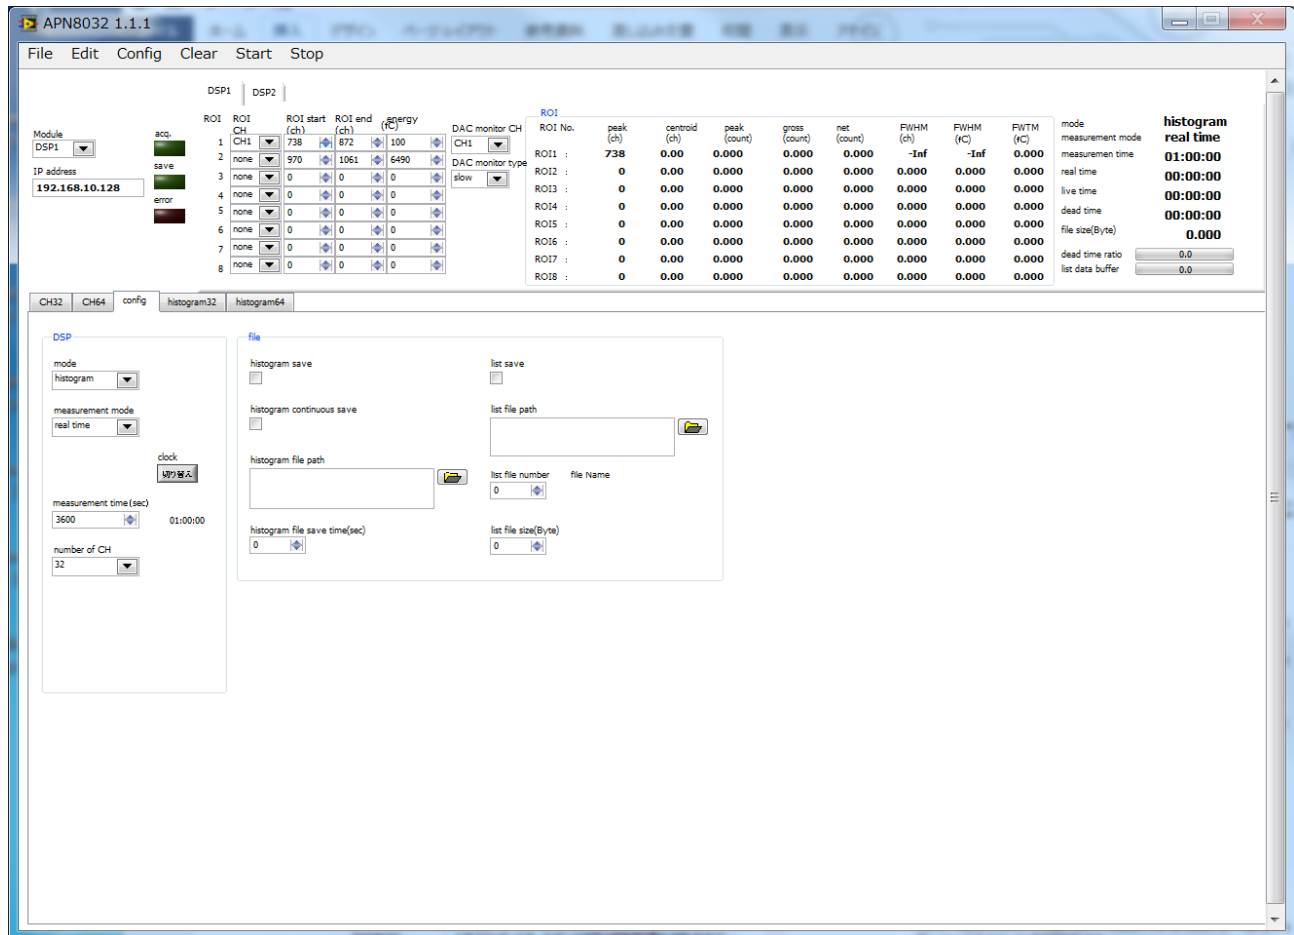 APN8032 1.1.1
File Edit Config Clear Start Stop
DSP1 DSP2
Module
DSP1
IP address
192.168.10.128
acq.
save
error
ROI ROI CH ROI start (ch) ROI end (ch) energy (fC)
1 CH1 738 872 100
2 none 970 1061 6490
3 none 0 0 0
4 none 0 0 0
5 none 0 0 0
6 none 0 0 0
7 none 0 0 0
8 none 0 0 0
DAC monitor CH
CH1
DAC monitor type
slow
ROI
ROI No. peak (ch) centroid (ch) peak (count) gross (count) net (count) FWHM (ch) FWHM (fC) FWTM (fC)
ROI1 : 738 0.00 0.000 0.000 0.000 -Inf -Inf 0.000
ROI2 : 0 0.00 0.000 0.000 0.000 0.000 0.000 0.000
ROI3 : 0 0.00 0.000 0.000 0.000 0.000 0.000 0.000
ROI4 : 0 0.00 0.000 0.000 0.000 0.000 0.000 0.000
ROI5 : 0 0.00 0.000 0.000 0.000 0.000 0.000 0.000
ROI6 : 0 0.00 0.000 0.000 0.000 0.000 0.000 0.000
ROI7 : 0 0.00 0.000 0.000 0.000 0.000 0.000 0.000
ROI8 : 0 0.00 0.000 0.000 0.000 0.000 0.000 0.000
mode histogram
measurement mode real time
measuremen time 01:00:00
real time 00:00:00
live time 00:00:00
dead time 00:00:00
file size(Byte) 0.000
dead time ratio 0.0
list data buffer 0.0
CH32 CH64 config histogram32 histogram64
DSP
mode
histogram
measurement mode
real time
clock
切り替え
measurement time(sec)
3600 01:00:00
number of CH
32
file
histogram save
histogram continuous save
histogram file path
histogram file save time(sec)
0
list save
list file path
list file number file Name
0
list file size(Byte)
0